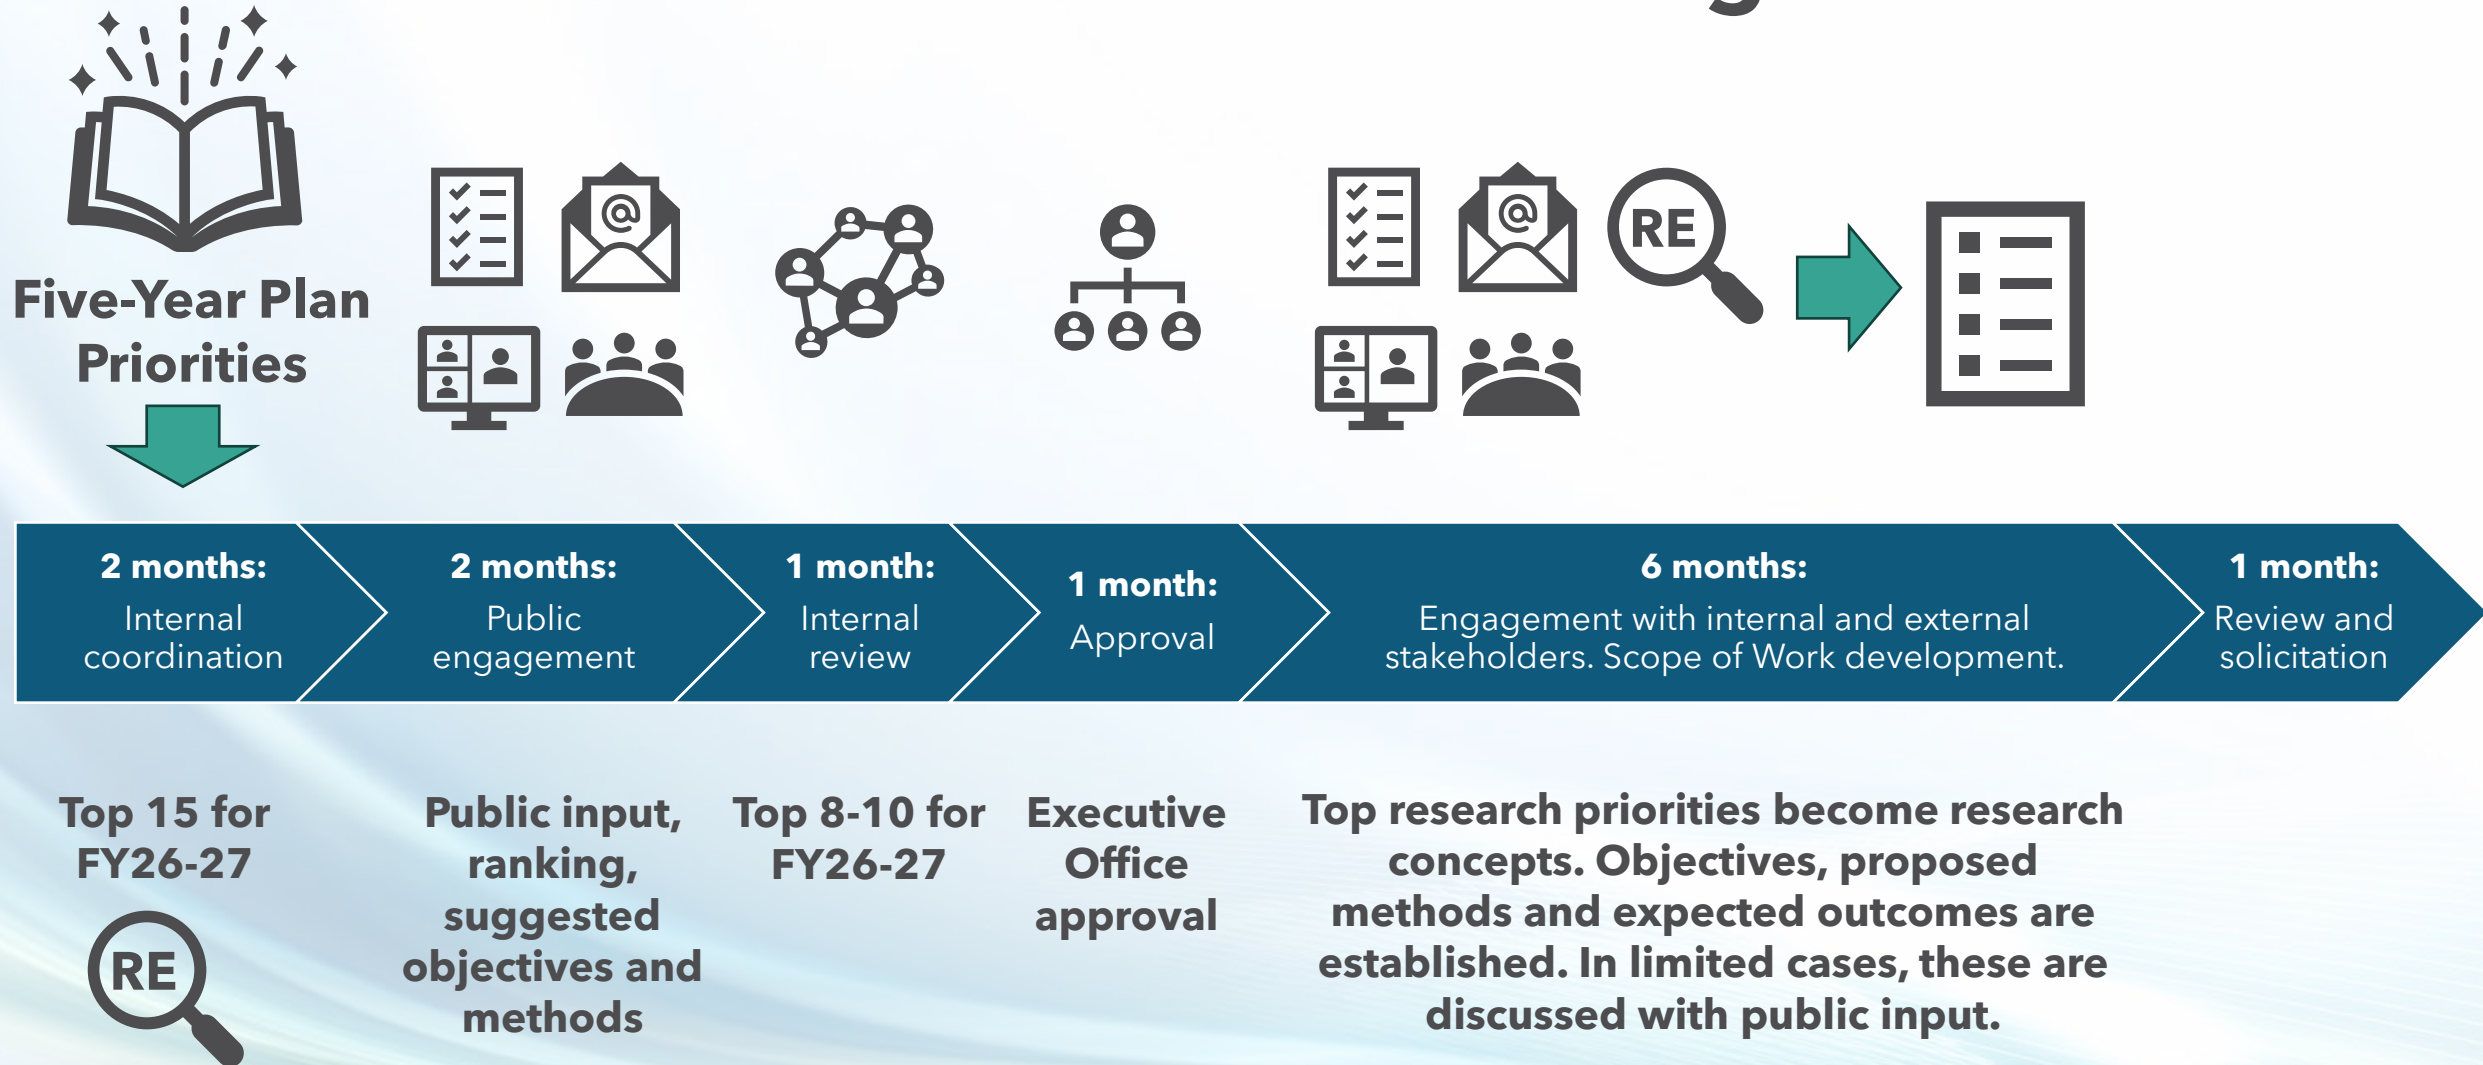 Five-Year Plan
Priorities
@
@
RE
2 months:
Internal
coordination
2 months:
Public
engagement
1 month:
Internal
review
1 month:
Approval
6 months:
Engagement with internal and external
stakeholders. Scope of Work development.
1 month:
Review and
solicitation
Top 15 for
FY26-27
RE
Public input,
ranking,
suggested
objectives and
methods
Top 8-10 for
FY26-27
Executive
Office
approval
Top research priorities become research
concepts. Objectives, proposed
methods and expected outcomes are
established. In limited cases, these are
discussed with public input.